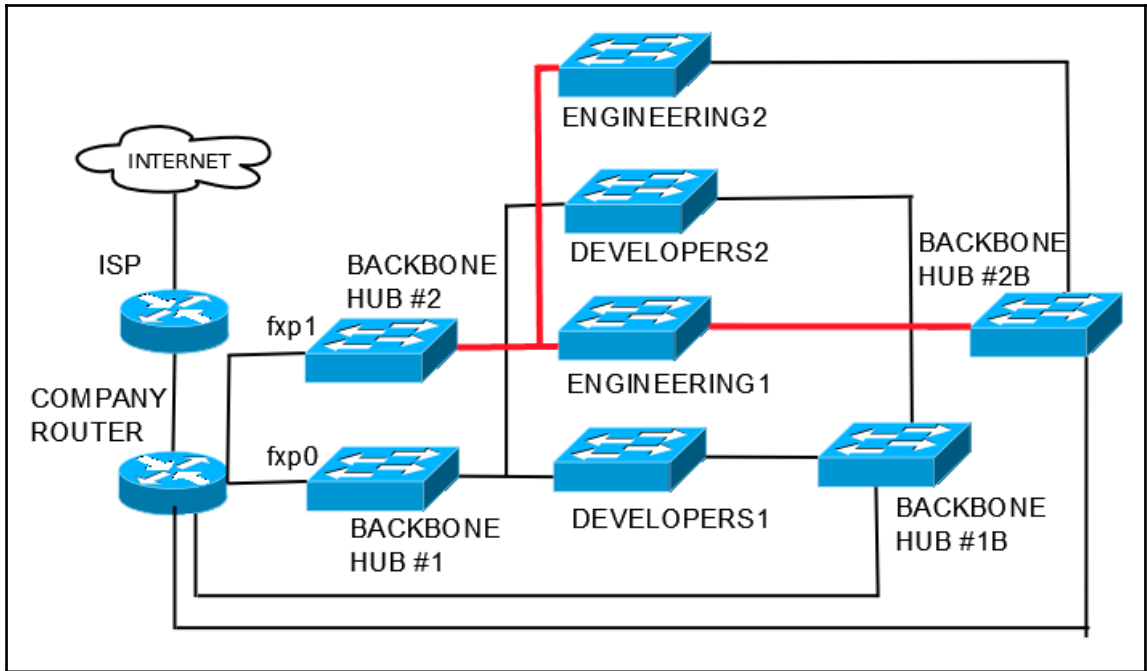 ENGINEERING2
INTERNET
DEVELOPERS2
ISP
BACKBONE
HUB #2
BACKBONE
HUB #2B
fxp1
ENGINEERING1
COMPANY
ROUTER
fxp0
BACKBONE
HUB #1
DEVELOPERS1
BACKBONE
HUB #1B